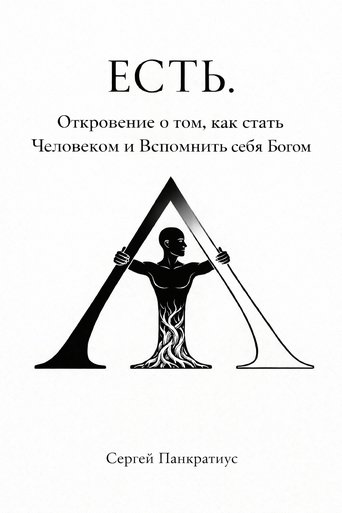 ЕСТЬ.
Откровение о том, как стать
Человеком и Вспомнить себя Богом
Сергей Панкратиус